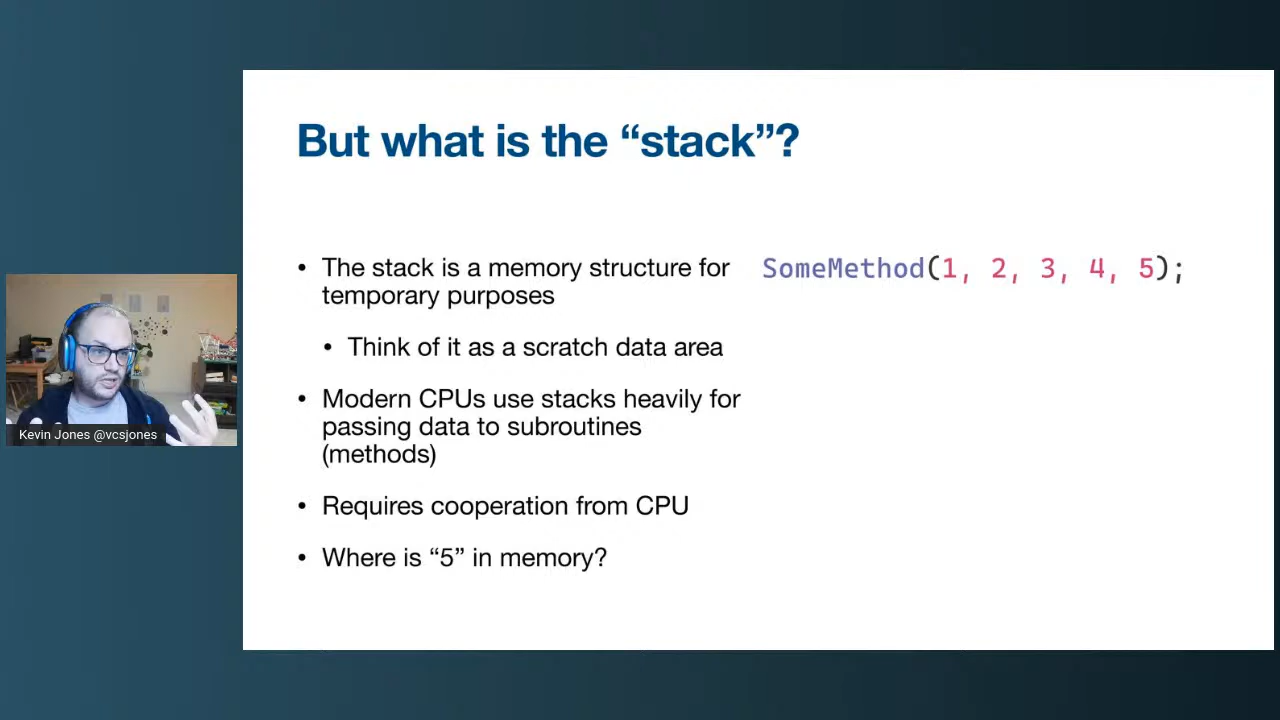 But what is the “stack”?
• The stack is a memory structure for
temporary purposes
• Think of it as a scratch data area
• Modern CPUs use stacks heavily for
passing data to subroutines
(methods)
• Requires cooperation from CPU
• Where is “5” in memory?
SomeMethod(1, 2, 3, 4, 5);
Kevin Jones @vcsjones